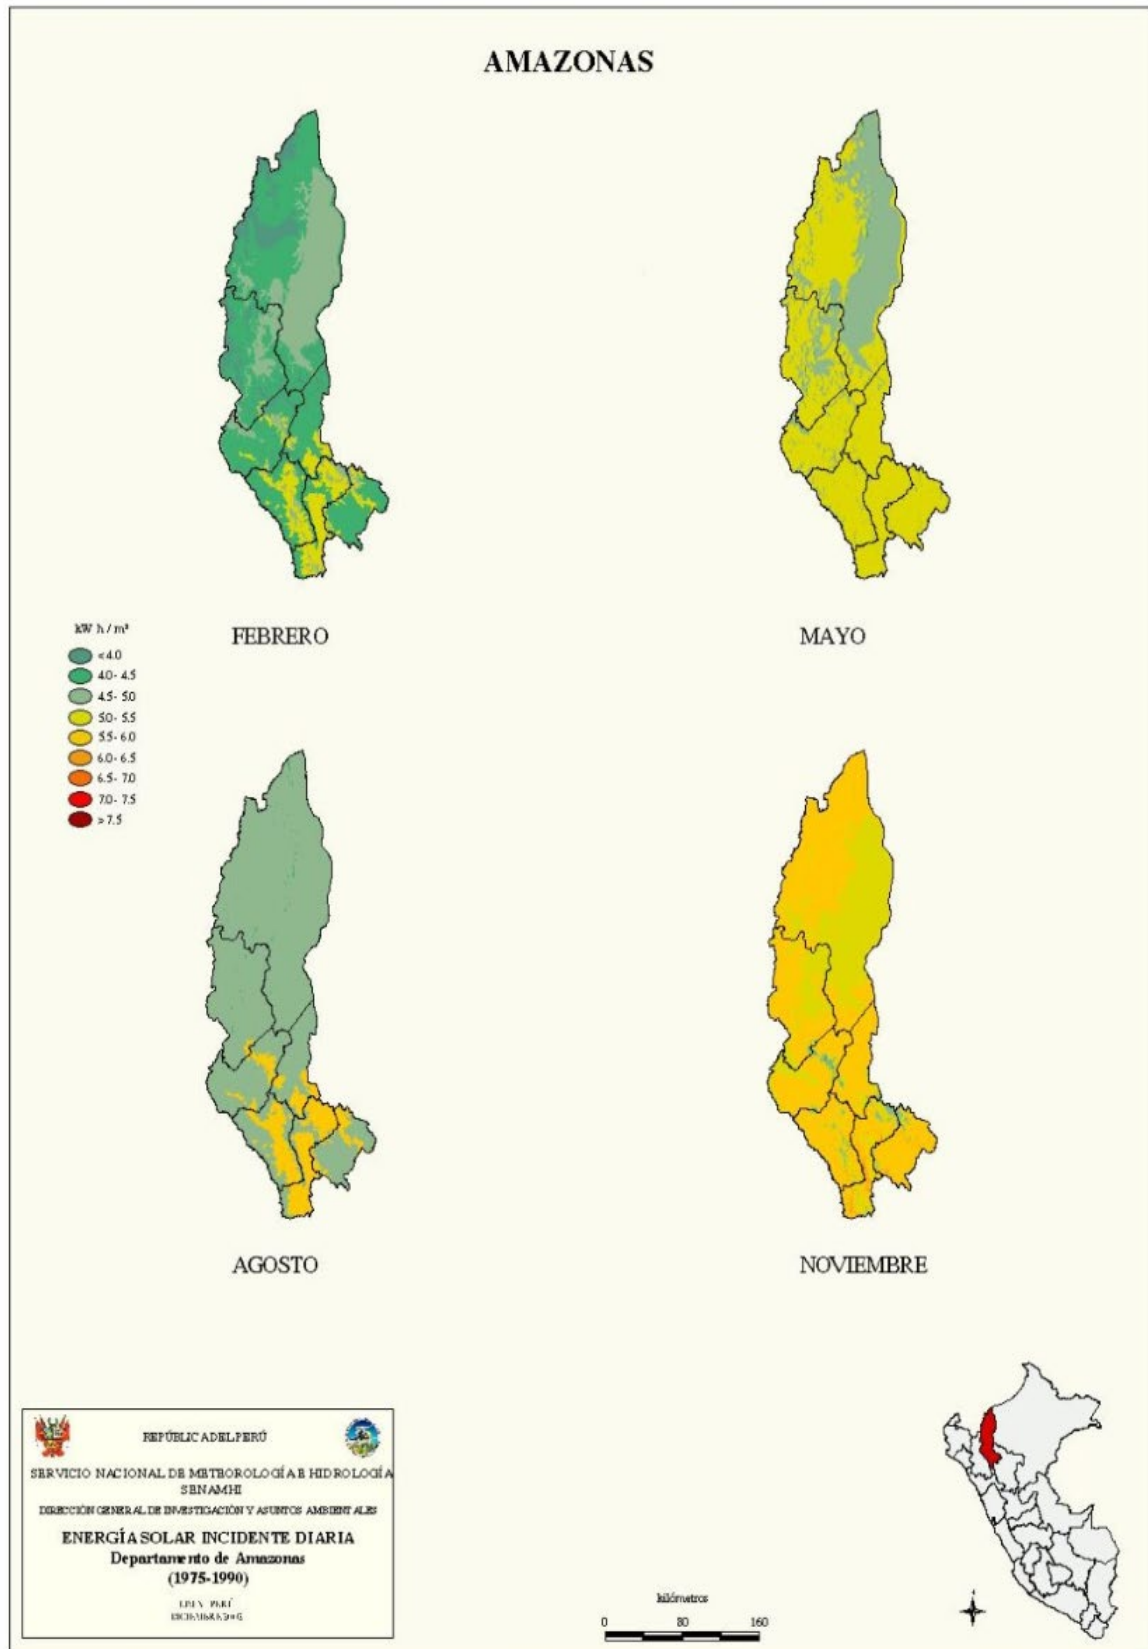 AMAZONAS
FEBRERO
MAYO
kW h / m²
< 4.0
4.0- 4.5
4.5- 5.0
5.0- 5.5
5.5- 6.0
6.0- 6.5
6.5- 7.0
7.0- 7.5
> 7.5
AGOSTO
NOVIEMBRE
REPÚBLICA DEL PERÚ
SERVICIO NACIONAL DE METEOROLOGÍA E HIDROLOGÍA
SENAMHI
DIRECCIÓN GENERAL DE INVESTIGACIÓN Y ASUNTOS AMBIENTALES
ENERGÍA SOLAR INCIDENTE DIARIA
Departamento de Amazonas
(1975-1990)
PERÚ
kilómetros
0 80 160